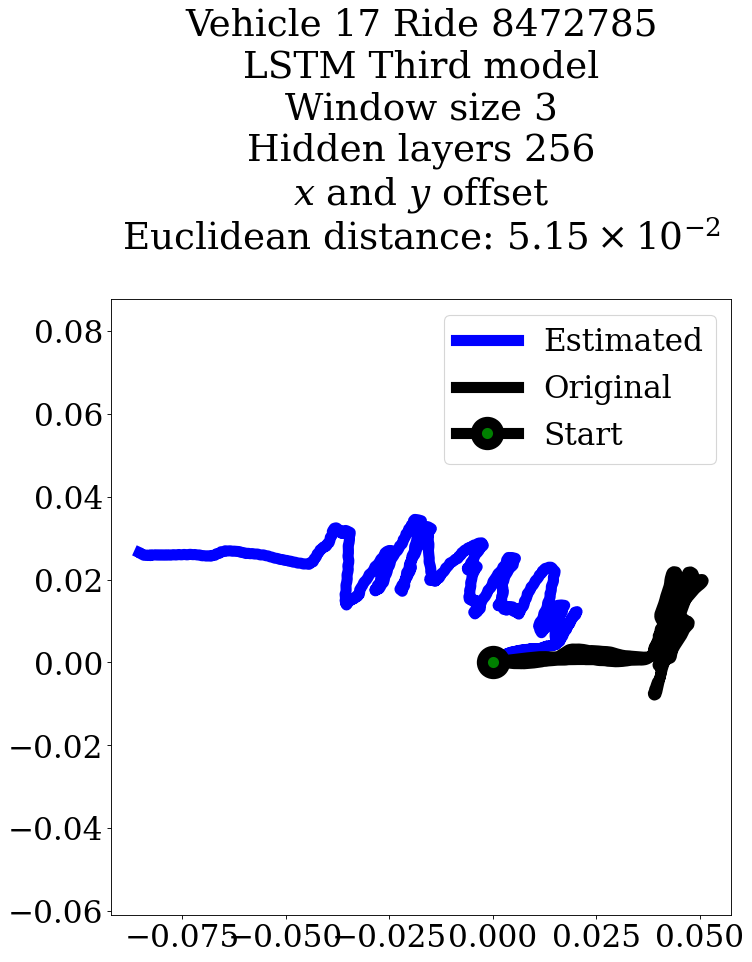 Vehicle 17 Ride 8472785
LSTM Third model
Window size 3
Hidden layers 256
x and y offset
Euclidean distance: 5.15 × 10⁻²
Estimated
Original
Start
0.08
0.06
0.04
0.02
0.00
−0.02
−0.04
−0.06
−0.075 −0.050 −0.025 0.000 0.025 0.050